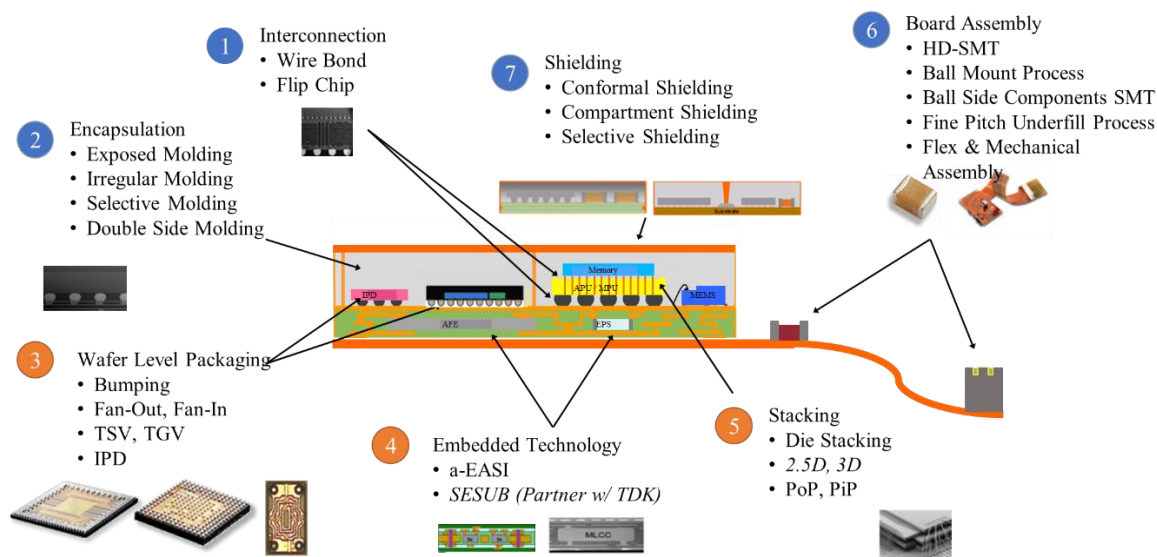 1
Interconnection
• Wire Bond
• Flip Chip
2
Encapsulation
• Exposed Molding
• Irregular Molding
• Selective Molding
• Double Side Molding
7
Shielding
• Conformal Shielding
• Compartment Shielding
• Selective Shielding
6
Board Assembly
• HD-SMT
• Ball Mount Process
• Ball Side Components SMT
• Fine Pitch Underfill Process
• Flex & Mechanical
Assembly
Substrate
Memory
IPD
APU / MPU
MEMS
AFE
EPS
3
Wafer Level Packaging
• Bumping
• Fan-Out, Fan-In
• TSV, TGV
• IPD
4
Embedded Technology
• a-EASI
• SESUB (Partner w/ TDK)
MLCC
5
Stacking
• Die Stacking
• 2.5D, 3D
• PoP, PiP